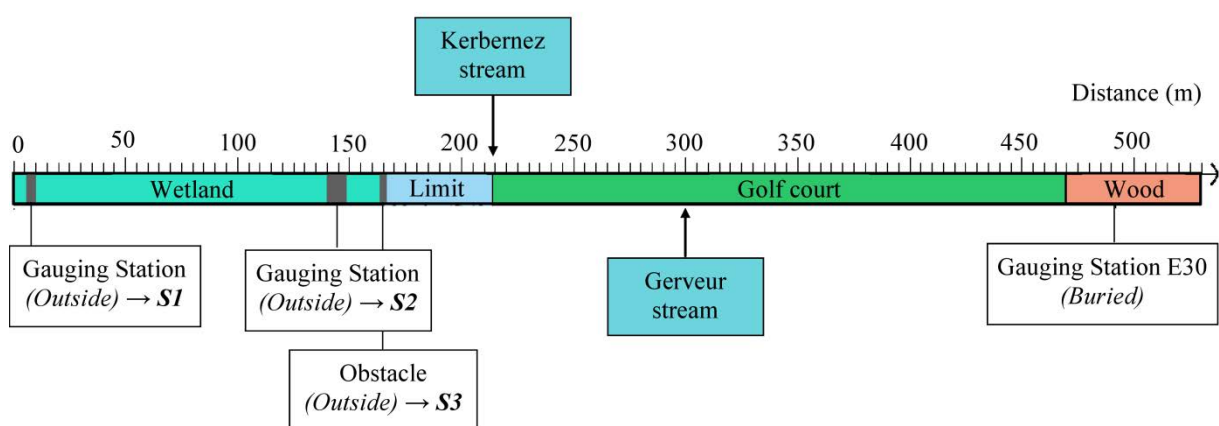 Kerbernez
stream
Distance (m)
0 50 100 150 200 250 300 350 400 450 500
Wetland Limit Golf court Wood
Gauging Station
(Outside) → S1
Gauging Station
(Outside) → S2
Gerveur
stream
Gauging Station E30
(Buried)
Obstacle
(Outside) → S3